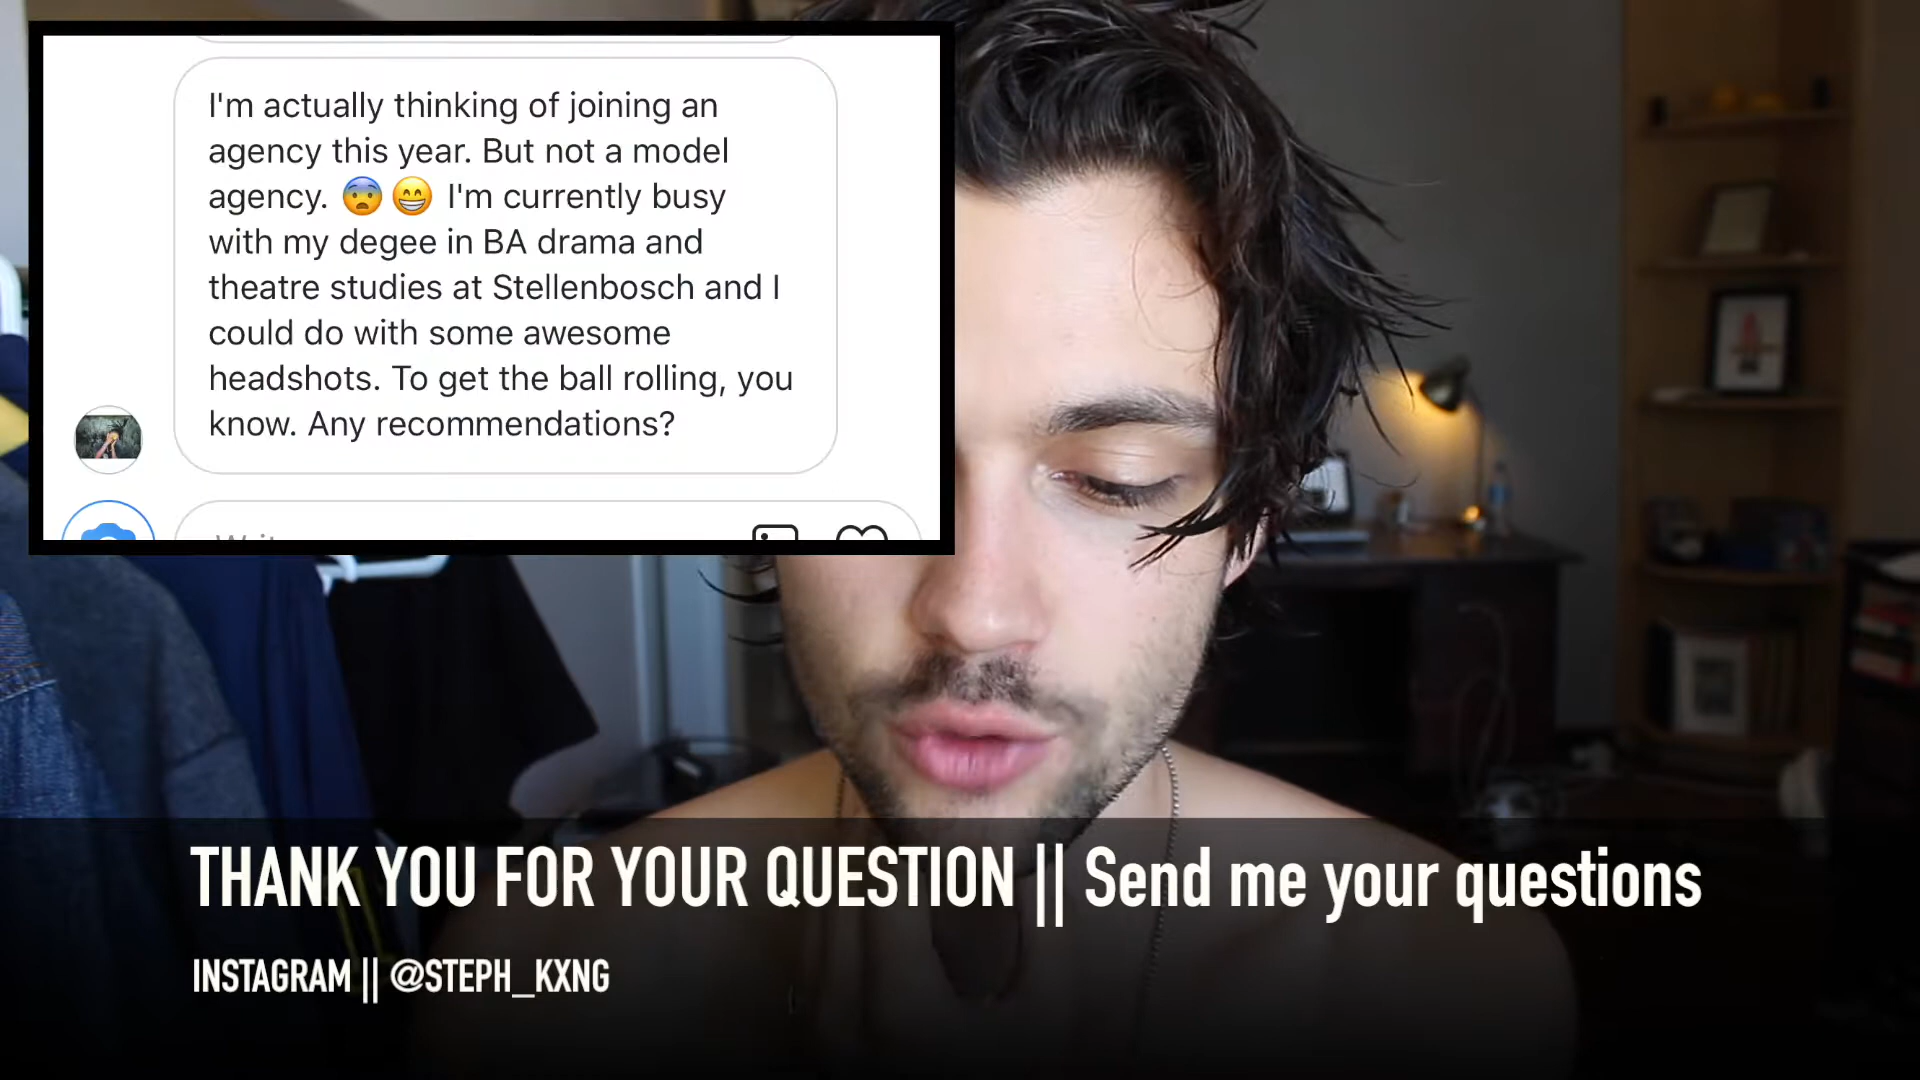 I'm actually thinking of joining an
agency this year. But not a model
agency. 😨 😁 I'm currently busy
with my degee in BA drama and
theatre studies at Stellenbosch and I
could do with some awesome
headshots. To get the ball rolling, you
know. Any recommendations?
THANK YOU FOR YOUR QUESTION || Send me your questions
INSTAGRAM || @STEPH_KXNG